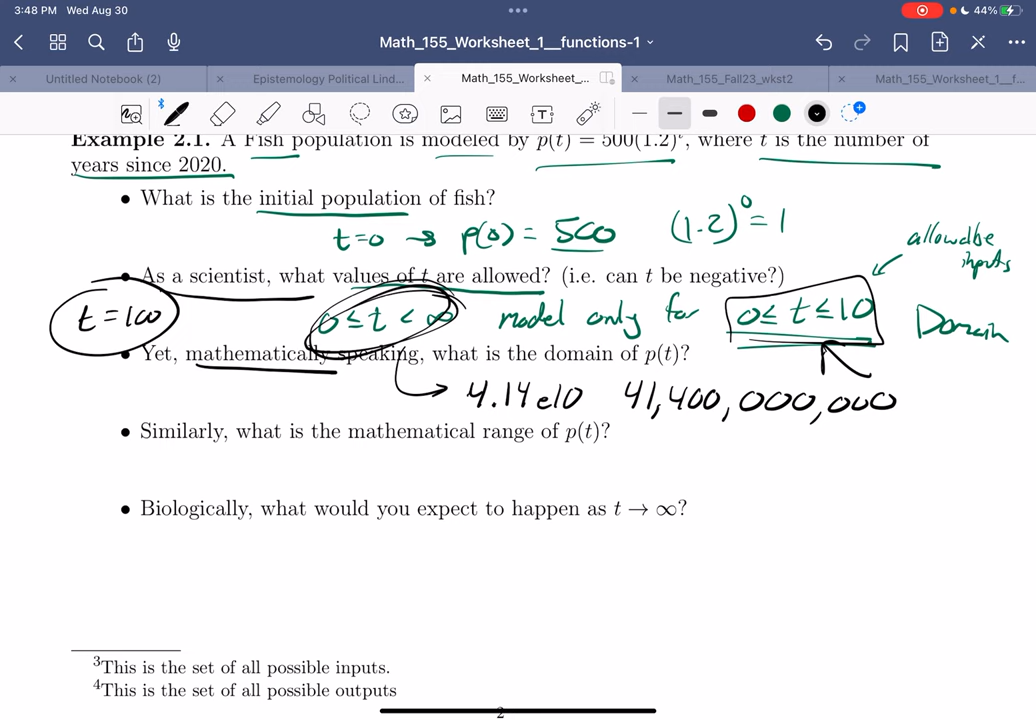 3:48 PM Wed Aug 30
44%
Math_155_Worksheet_1__functions-1
Untitled Notebook (2)
Epistemology Political Lind...
Math_155_Worksheet_...
Math_155_Fall23_wkst2
Math_155_Worksheet_1__f...
Example 2.1. A Fish population is modeled by p(t) = 500(1.2)^t, where t is the number of
years since 2020.
• What is the initial population of fish?
t=0 → p(0) = 500 (1.2)^0 = 1
allowable
inputs
• As a scientist, what values of t are allowed? (i.e. can t be negative?)
t = 100 0 ≤ t < ∞ model only for 0 ≤ t ≤ 10 Domain
• Yet, mathematically speaking, what is the domain of p(t)?
4.14e10 41,400,000,000
• Similarly, what is the mathematical range of p(t)?
• Biologically, what would you expect to happen as t → ∞?
3This is the set of all possible inputs.
4This is the set of all possible outputs
2